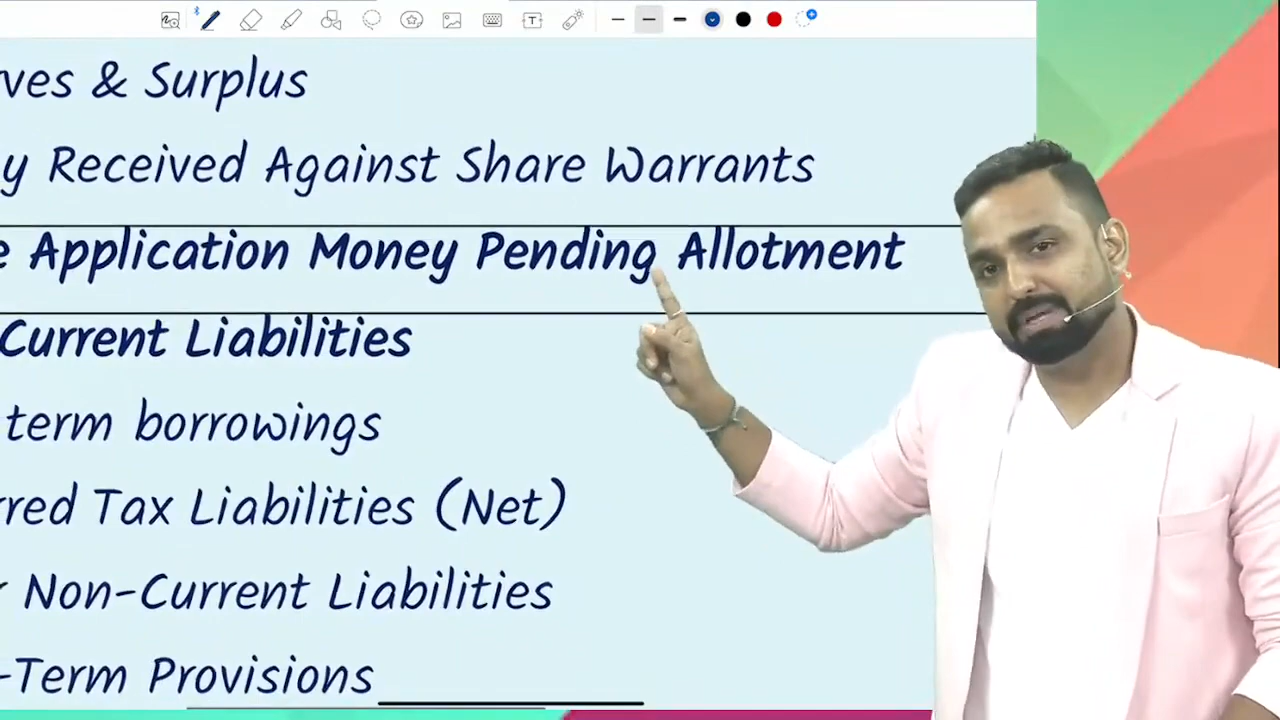 ves & Surplus
y Received Against Share Warrants
e Application Money Pending Allotment
Current Liabilities
term borrowings
rred Tax Liabilities (Net)
Non-Current Liabilities
-Term Provisions